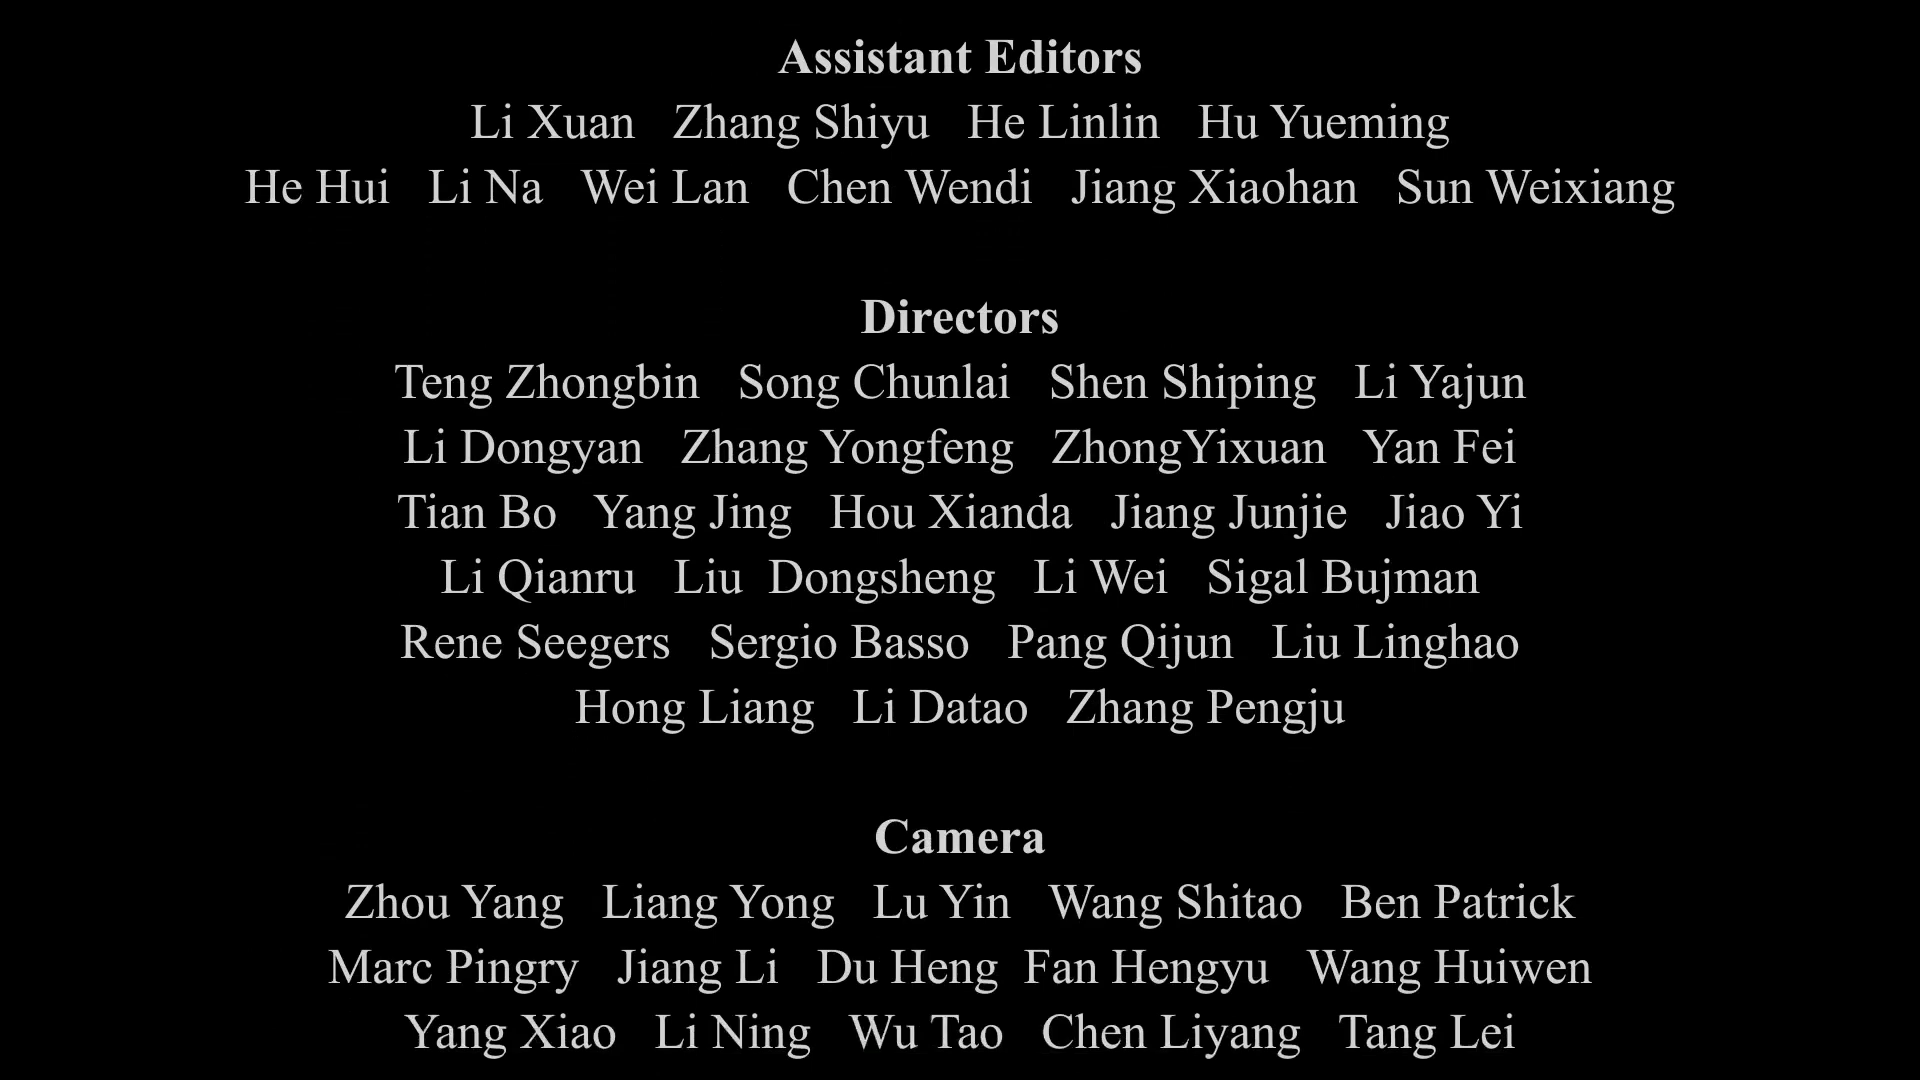 Assistant Editors
Li Xuan   Zhang Shiyu   He Linlin   Hu Yueming
He Hui   Li Na   Wei Lan   Chen Wendi   Jiang Xiaohan   Sun Weixiang
Directors
Teng Zhongbin   Song Chunlai   Shen Shiping   Li Yajun
Li Dongyan   Zhang Yongfeng   ZhongYixuan   Yan Fei
Tian Bo   Yang Jing   Hou Xianda   Jiang Junjie   Jiao Yi
Li Qianru   Liu  Dongsheng   Li Wei   Sigal Bujman
Rene Seegers   Sergio Basso   Pang Qijun   Liu Linghao
Hong Liang   Li Datao   Zhang Pengju
Camera
Zhou Yang   Liang Yong   Lu Yin   Wang Shitao   Ben Patrick
Marc Pingry   Jiang Li   Du Heng  Fan Hengyu   Wang Huiwen
Yang Xiao   Li Ning   Wu Tao   Chen Liyang   Tang Lei